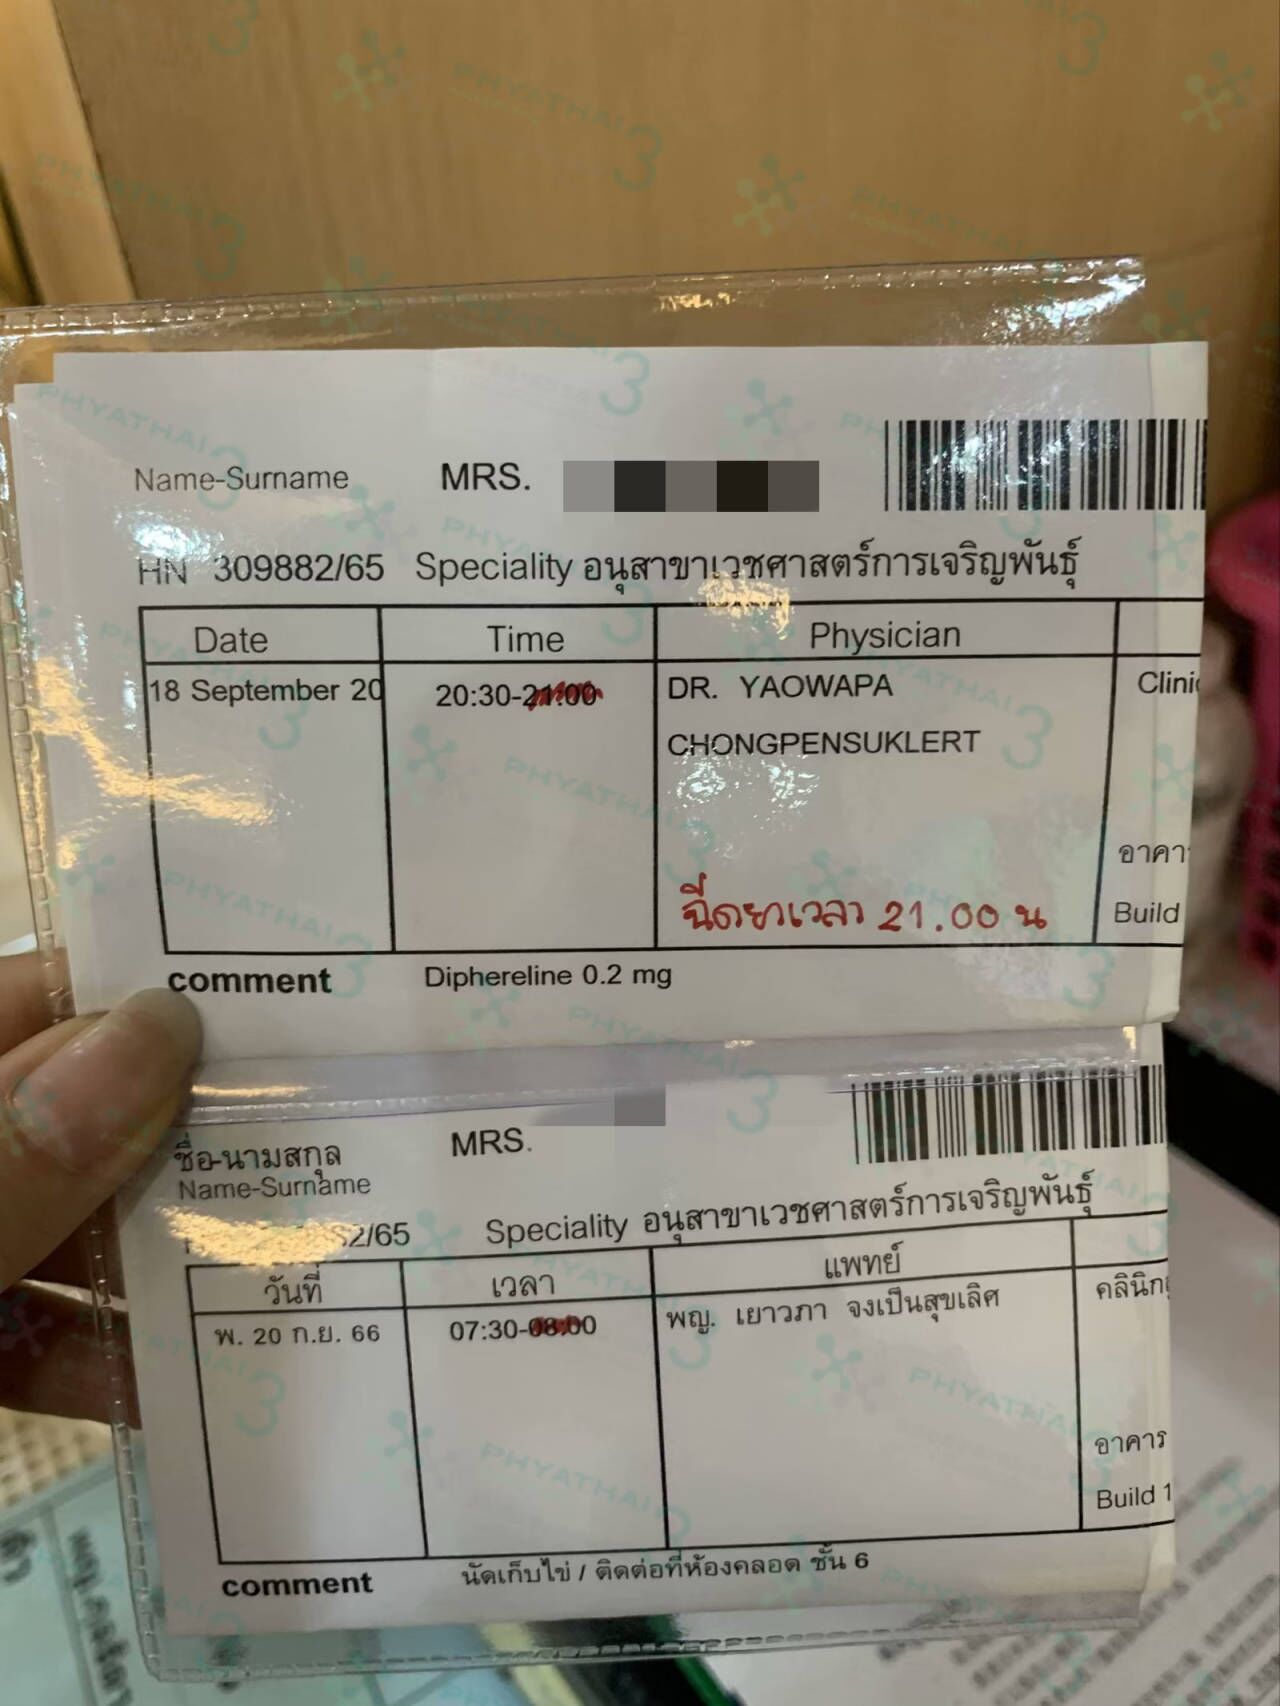 Name-Surname MRS.
HN 309882/65 Speciality อนุสาขาเวชศาสตร์การเจริญพันธุ์
Date Time Physician
18 September 20 20:30-21:00 DR. YAOWAPA Clinic
CHONGPENSUKLERT
อาคาร
ฉีดยาเวลา 21.00 น Build
comment Diphereline 0.2 mg
ชื่อ-นามสกุล MRS.
Name-Surname
2/65 Speciality อนุสาขาเวชศาสตร์การเจริญพันธุ์
วันที่ เวลา แพทย์
พ. 20 ก.ย. 66 07:30-08:00 พญ. เยาวภา จงเป็นสุขเลิศ คลินิก
อาคาร
Build 1
comment นัดเก็บไข่ / ติดต่อที่ห้องคลอด ชั้น 6
PHYATHAI 3